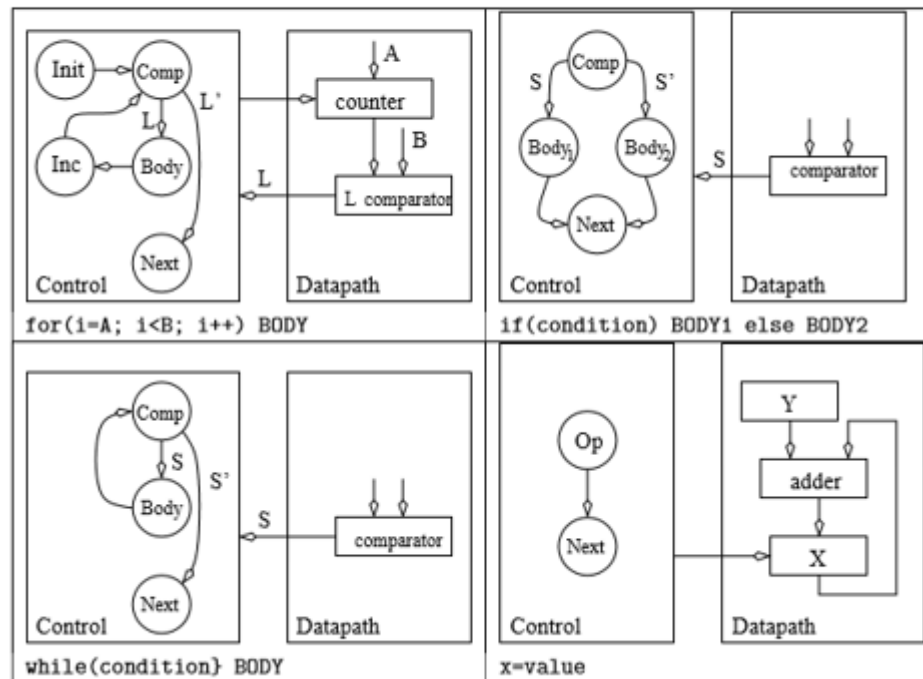 Init
Comp
L'
L
Inc
Body
Next
Control
A
counter
B
L
L comparator
Datapath
for(i=A; i<B; i++) BODY
Comp
S
S'
Body1
Body2
Next
Control
S
comparator
Datapath
if(condition) BODY1 else BODY2
Comp
S
S'
Body
Next
Control
S
comparator
Datapath
while(condition} BODY
Op
Next
Control
Y
adder
X
Datapath
x=value